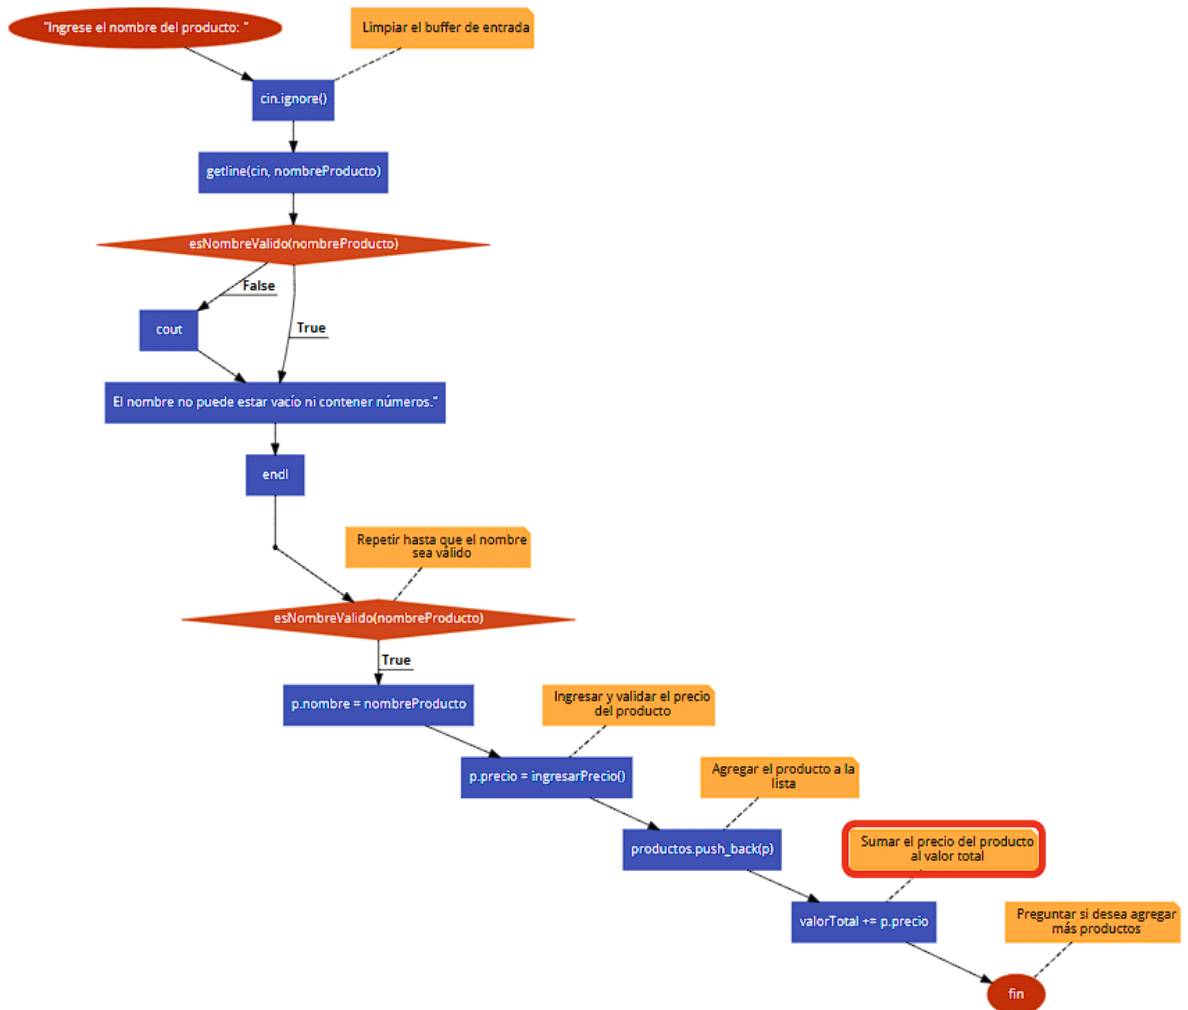 "Ingrese el nombre del producto: "
Limpiar el buffer de entrada
cin.ignore()
getline(cin, nombreProducto)
esNombreValido(nombreProducto)
False
True
cout
El nombre no puede estar vacío ni contener números."
endl
Repetir hasta que el nombre
sea válido
esNombreValido(nombreProducto)
True
p.nombre = nombreProducto
Ingresar y validar el precio
del producto
p.precio = ingresarPrecio()
Agregar el producto a la
lista
productos.push_back(p)
Sumar el precio del producto
al valor total
valorTotal += p.precio
Preguntar si desea agregar
más productos
fin